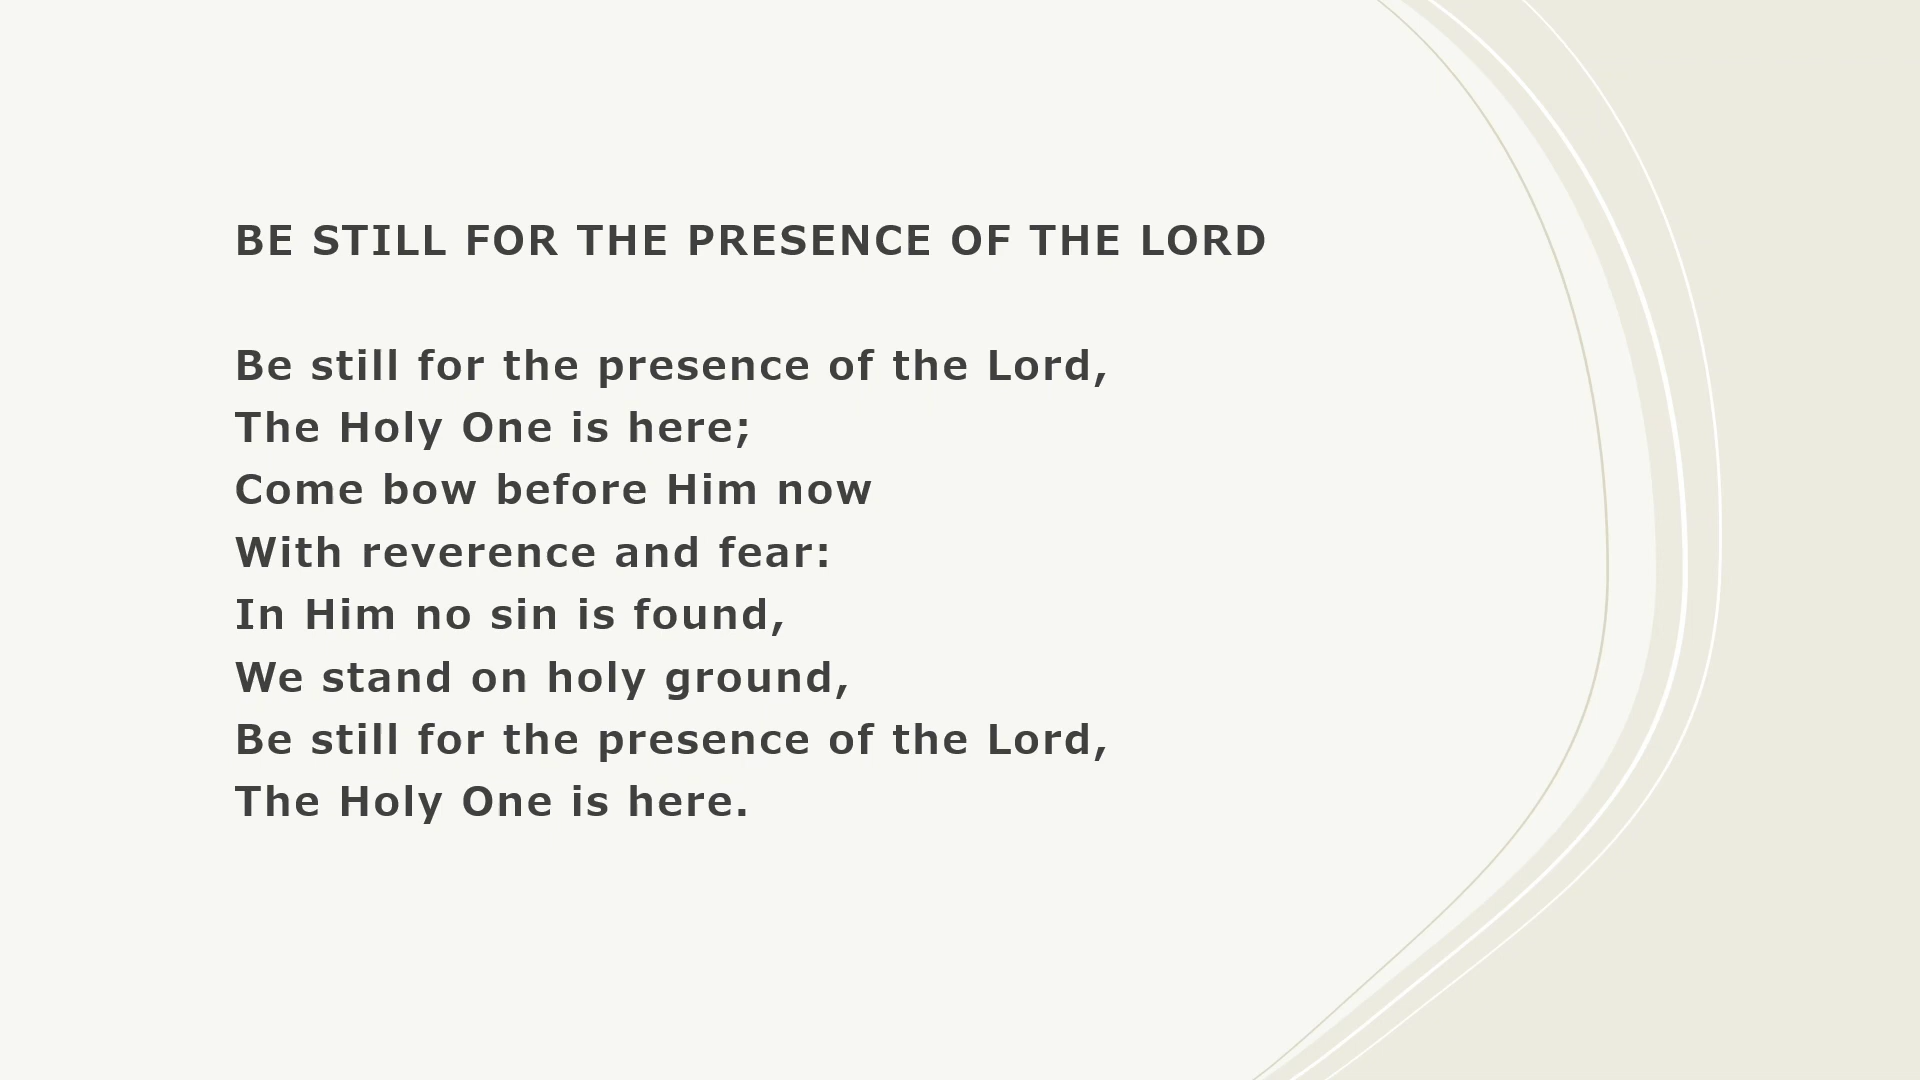 BE STILL FOR THE PRESENCE OF THE LORD
Be still for the presence of the Lord,
The Holy One is here;
Come bow before Him now
With reverence and fear:
In Him no sin is found,
We stand on holy ground,
Be still for the presence of the Lord,
The Holy One is here.